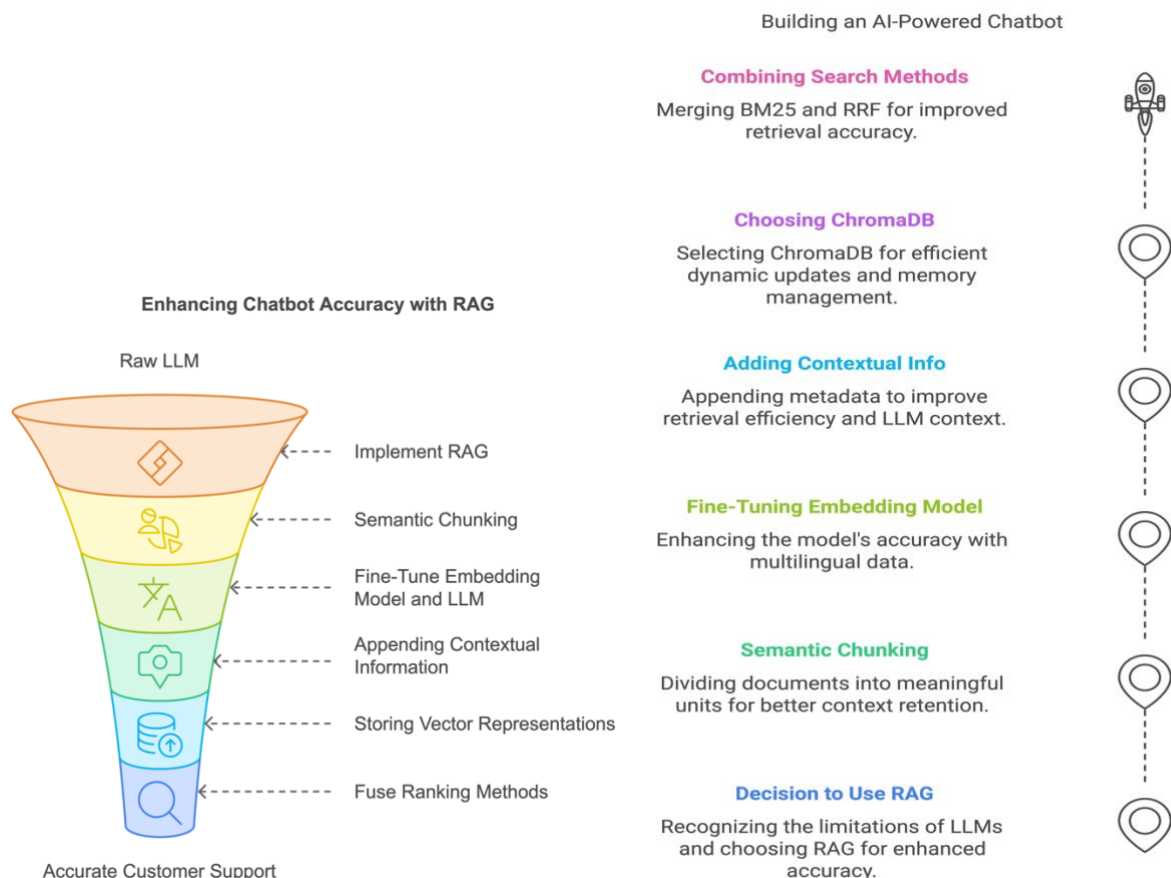 Enhancing Chatbot Accuracy with RAG
Raw LLM
Implement RAG
Semantic Chunking
Fine-Tune Embedding
Model and LLM
Appending Contextual
Information
Storing Vector Representations
Fuse Ranking Methods
Accurate Customer Support
Building an AI-Powered Chatbot
Combining Search Methods
Merging BM25 and RRF for improved
retrieval accuracy.
Choosing ChromaDB
Selecting ChromaDB for efficient
dynamic updates and memory
management.
Adding Contextual Info
Appending metadata to improve
retrieval efficiency and LLM context.
Fine-Tuning Embedding Model
Enhancing the model's accuracy with
multilingual data.
Semantic Chunking
Dividing documents into meaningful
units for better context retention.
Decision to Use RAG
Recognizing the limitations of LLMs
and choosing RAG for enhanced
accuracy.